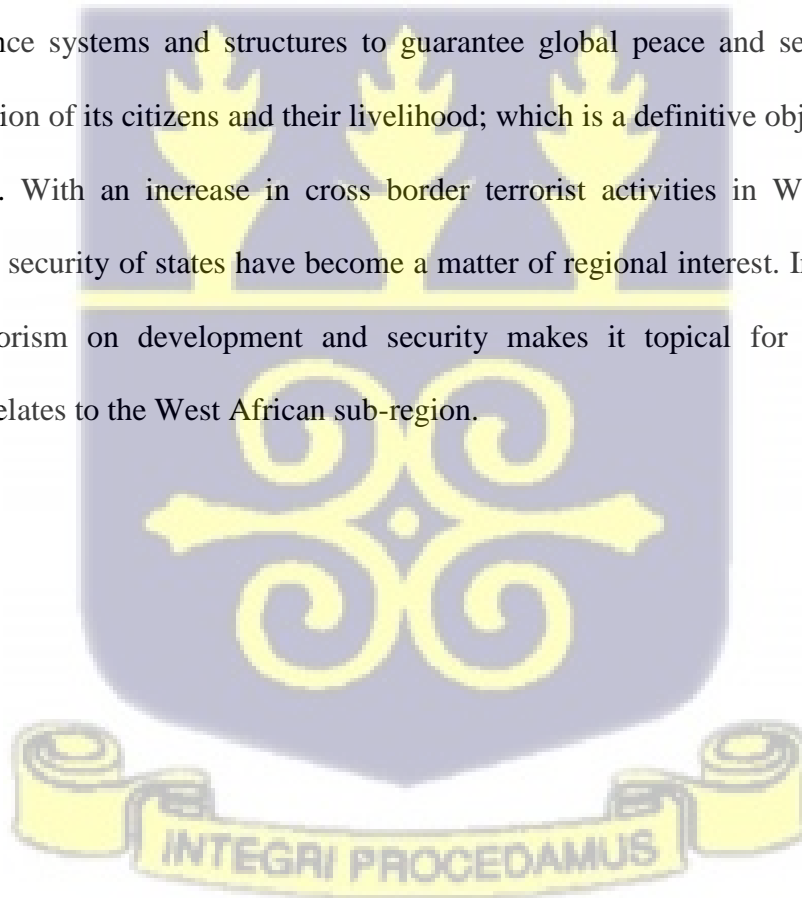 nce systems and structures to guarantee global peace and se
ion of its citizens and their livelihood; which is a definitive obj
. With an increase in cross border terrorist activities in W
security of states have become a matter of regional interest. I
orism on development and security makes it topical for
elates to the West African sub-region.
INTEGRI PROCEDAMUS